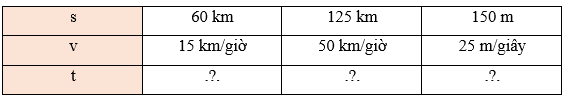 s 60 km 125 km 150 m
v 15 km/giờ 50 km/giờ 25 m/giây
t .?. .?. .?.